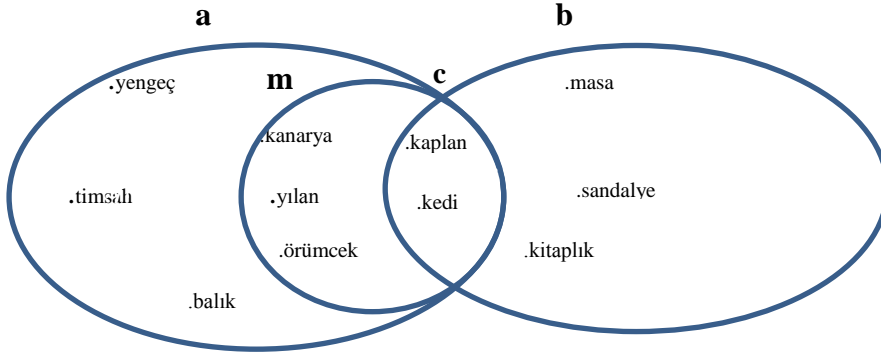 a
b
m
c
.yengeç
.masa
.kanarya
.kaplan
.timsah
.yılan
.kedi
.sandalye
.örümcek
.kitaplık
.balık